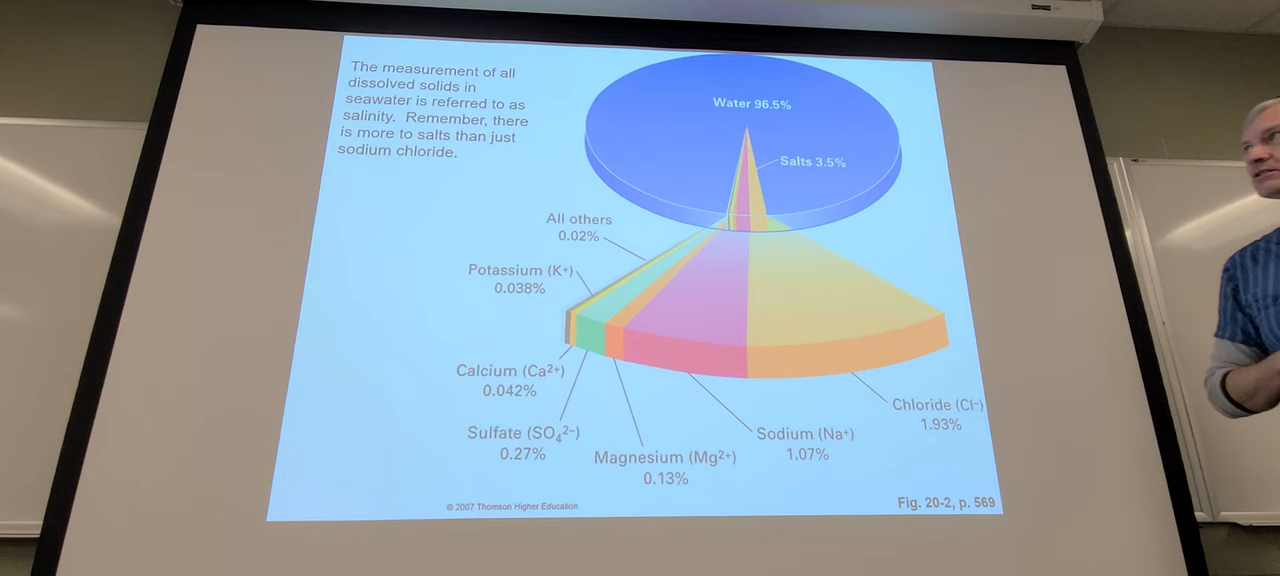 The measurement of all
dissolved solids in
seawater is referred to as
salinity.  Remember, there
is more to salts than just
sodium chloride.
Water 96.5%
Salts 3.5%
All others
0.02%
Potassium (K⁺)
0.038%
Calcium (Ca²⁺)
0.042%
Sulfate (SO₄²⁻)
0.27%
Magnesium (Mg²⁺)
0.13%
Sodium (Na⁺)
1.07%
Chloride (Cl⁻)
1.93%
© 2007 Thomson Higher Education
Fig. 20-2, p. 569